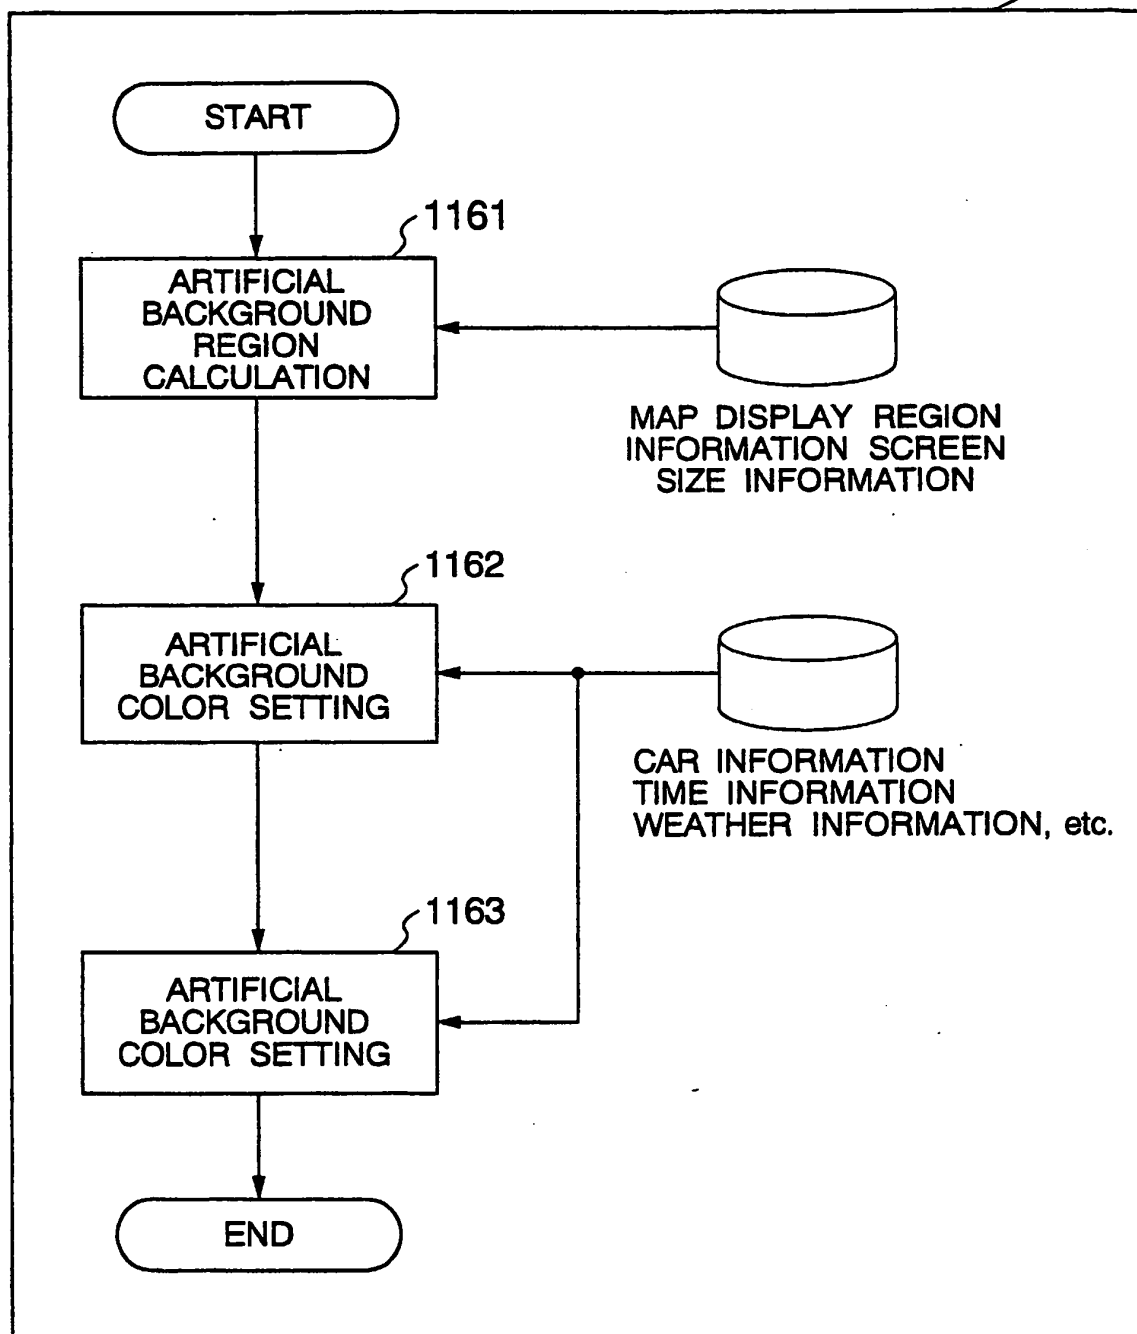 START
1161
ARTIFICIAL
BACKGROUND
REGION
CALCULATION
MAP DISPLAY REGION
INFORMATION SCREEN
SIZE INFORMATION
1162
ARTIFICIAL
BACKGROUND
COLOR SETTING
CAR INFORMATION
TIME INFORMATION
WEATHER INFORMATION, etc.
1163
ARTIFICIAL
BACKGROUND
COLOR SETTING
END